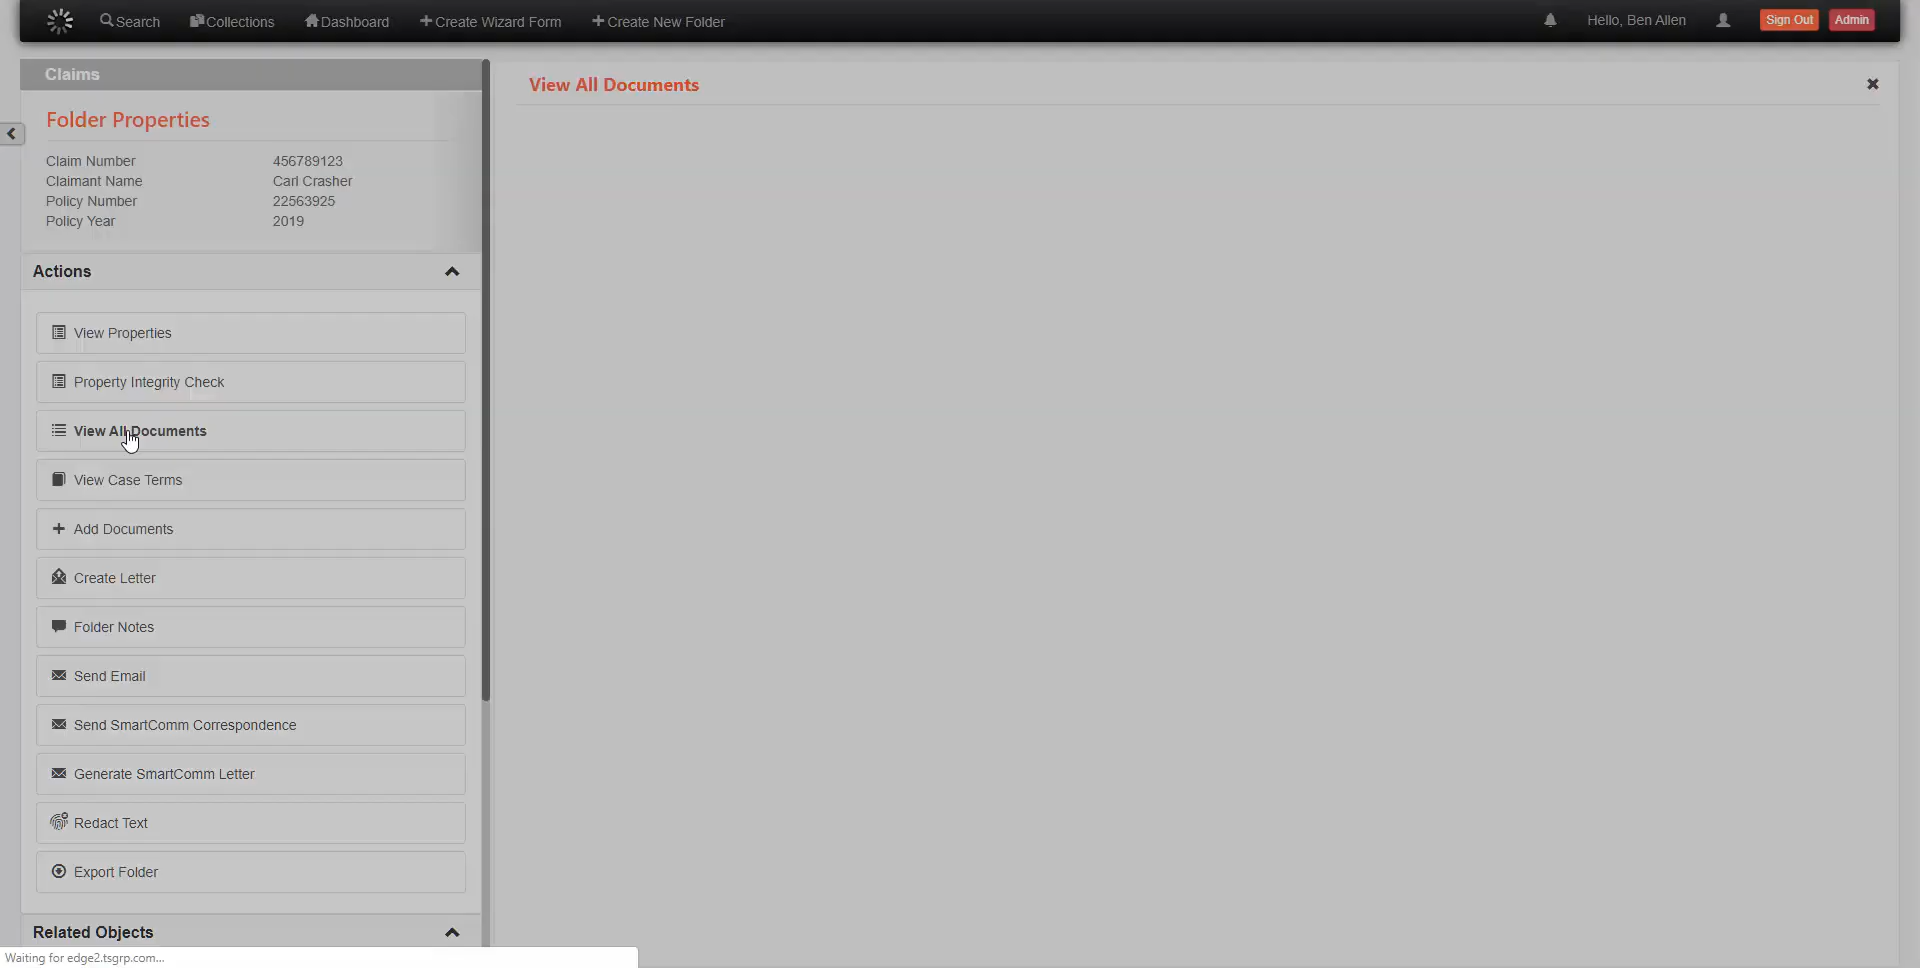 Search Collections Dashboard Create Wizard Form Create New Folder Hello, Ben Allen Sign Out Admin
Claims
Folder Properties
Claim Number 456789123
Claimant Name Carl Crasher
Policy Number 22563925
Policy Year 2019
Actions
View Properties
Property Integrity Check
View All Documents
View Case Terms
Add Documents
Create Letter
Folder Notes
Send Email
Send SmartComm Correspondence
Generate SmartComm Letter
Redact Text
Export Folder
Related Objects
Waiting for edge2.tsgrp.com...
View All Documents